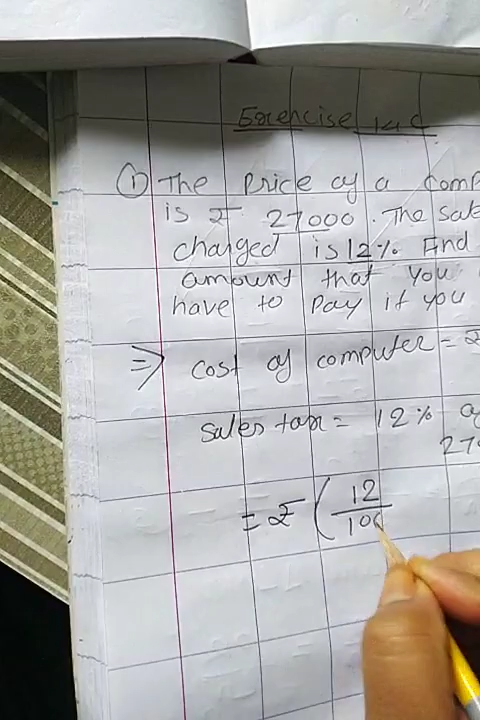 Exercise 14C
① The Price of a Comp
is ₹ 27000. The sale
charged is 12%. Find
amount that you
have to Pay if you
⇒ Cost of computer = ₹
sales tax = 12% of
27
= ₹ ( 12
100